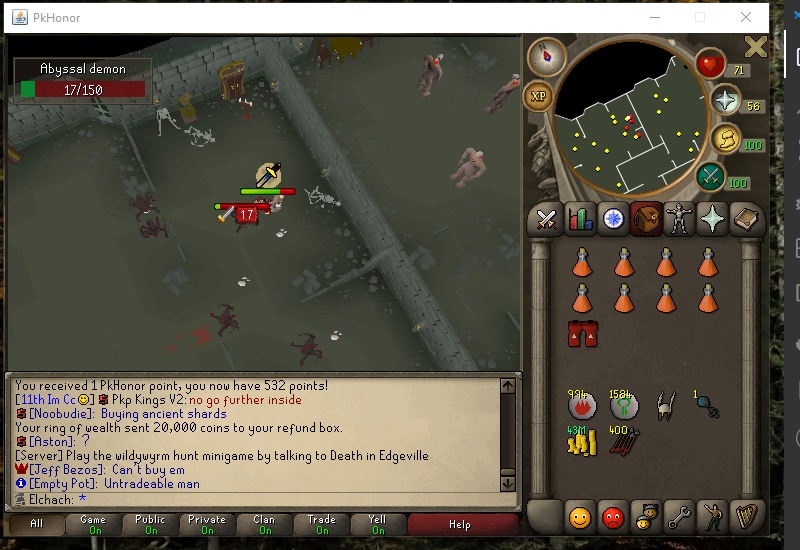 PkHonor
Abyssal demon
17/150
17
XP
71
56
100
100
994
1584
1
43M
400
You received 1 PkHonor point, you now have 532 points!
[11th Im Cc] Pkp Kings V2: no go further inside
[Noobudie]: Buying ancient shards
Your ring of wealth sent 20,000 coins to your refund box.
[Aston]: ?
[Server] Play the wildywyrm hunt minigame by talking to Death in Edgeville
[Jeff Bezos]: Can't buy em
[Empty Pot]: Untradeable man
Elchach: *
All
Game On
Public On
Private On
Clan On
Trade On
Yell On
Help